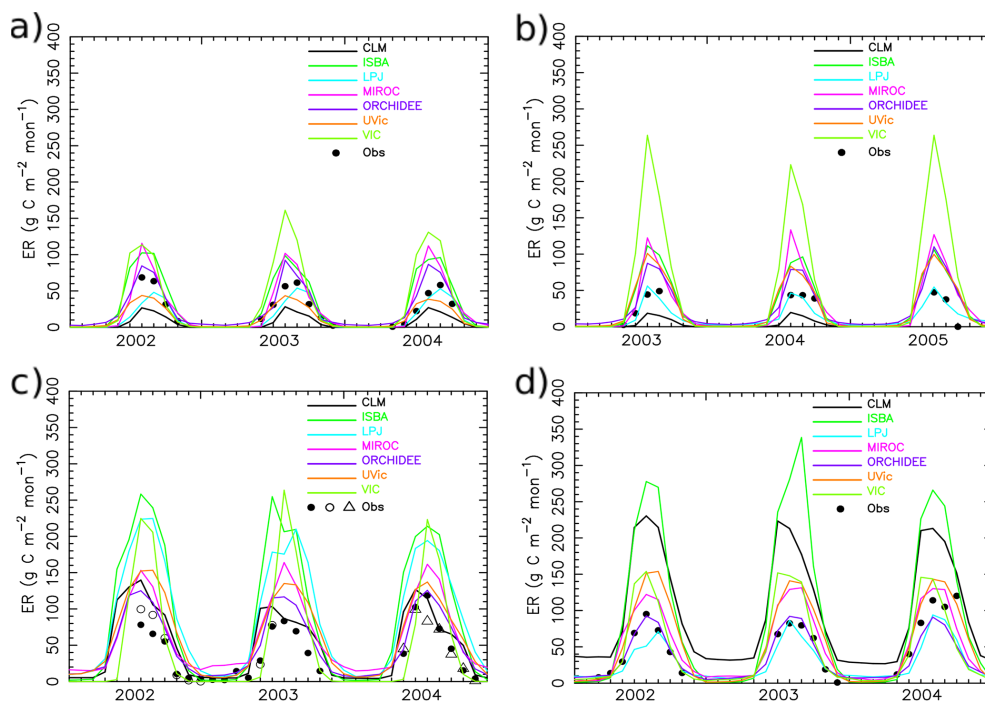 a)
ER (g C m⁻² mon⁻¹)
400
350
300
250
200
150
100
50
0
CLM
ISBA
LPJ
MIROC
ORCHIDEE
UVic
VIC
Obs
2002 2003 2004
b)
ER (g C m⁻² mon⁻¹)
400
350
300
250
200
150
100
50
0
CLM
ISBA
LPJ
MIROC
ORCHIDEE
UVic
VIC
Obs
2003 2004 2005
c)
ER (g C m⁻² mon⁻¹)
400
350
300
250
200
150
100
50
0
CLM
ISBA
LPJ
MIROC
ORCHIDEE
UVic
VIC
Obs
2002 2003 2004
d)
ER (g C m⁻² mon⁻¹)
400
350
300
250
200
150
100
50
0
CLM
ISBA
LPJ
MIROC
ORCHIDEE
UVic
VIC
Obs
2002 2003 2004